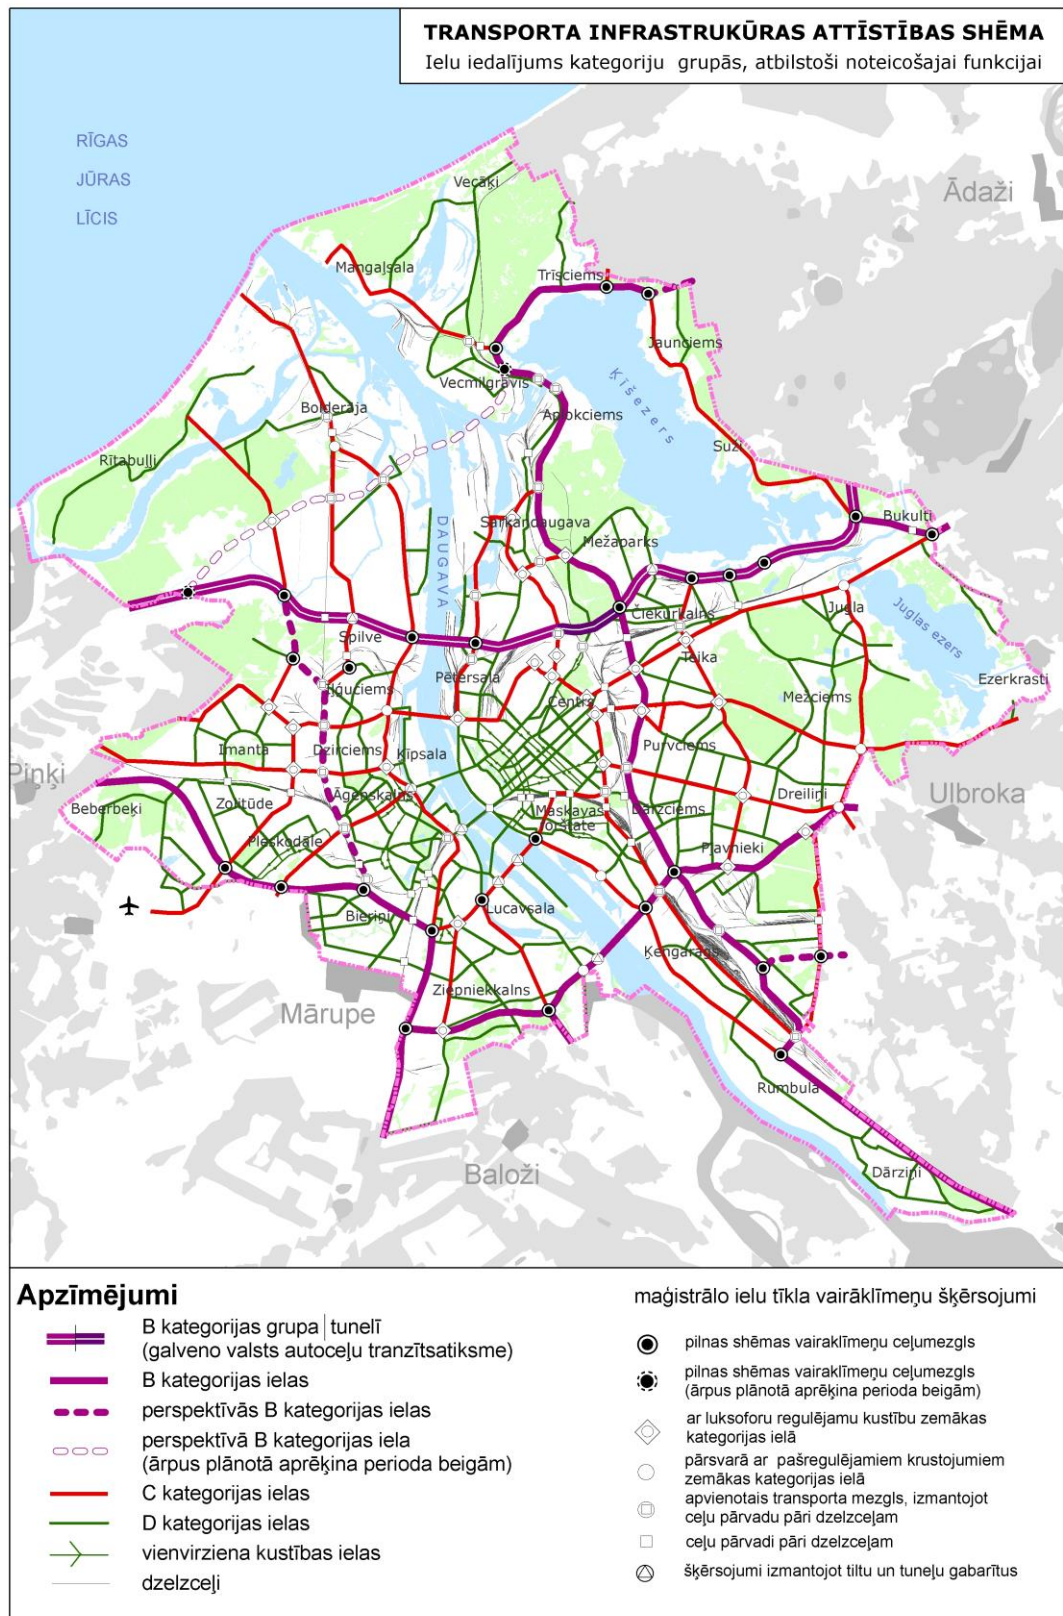 TRANSPORTA INFRASTRUKŪRAS ATTĪSTĪBAS SHĒMA
Ielu iedalījums kategoriju grupās, atbilstoši noteicošajai funkcijai
RĪGAS
JŪRAS
LĪCIS
Vecāķi
Ādaži
Mangaļsala
Trīsciems
Jaunciems
Vecmīlgrāvis
Ķīšezers
Aplokciems
Bolderāja
Suži
Rītabuļļi
DAUGAVA
Sarkandaugava
Mežaparks
Bukulti
Čiekurkalns
Jugla
Juglas ezers
Spilve
Teika
Pētersala
Iļģuciems
Mežciems
Ezerkrasti
Centrs
Imanta
Dzirciems
Ķīpsala
Purvciems
Piņķi
Beberbeķi
Zolitūde
Āgenskalns
Maskavas
orštate
Dārzciems
Dreiliņi
Ulbroka
Pleskodāle
Pļavnieki
Bieriņi
Lucavsala
Ķengarags
Ziepniekkalns
Mārupe
Rumbula
Baloži
Dārziņi
Apzīmējumi
B kategorijas grupa | tunelī
(galveno valsts autoceļu tranzītsatiksme)
B kategorijas ielas
perspektīvās B kategorijas ielas
perspektīvā B kategorijas iela
(ārpus plānotā aprēķina perioda beigām)
C kategorijas ielas
D kategorijas ielas
vienvirziena kustības ielas
dzelzceļi
maģistrālo ielu tīkla vairāklīmeņu šķērsojumi
pilnas shēmas vairaklīmeņu ceļumezgls
pilnas shēmas vairaklīmeņu ceļumezgls
(ārpus plānotā aprēķina perioda beigām)
ar luksoforu regulējamu kustību zemākas
kategorijas ielā
pārsvarā ar pašregulējamiem krustojumiem
zemākas kategorijas ielā
apvienotais transporta mezgls, izmantojot
ceļu pārvadu pāri dzelzceļam
ceļu pārvadi pāri dzelzceļam
šķērsojumi izmantojot tiltu un tuneļu gabarītus